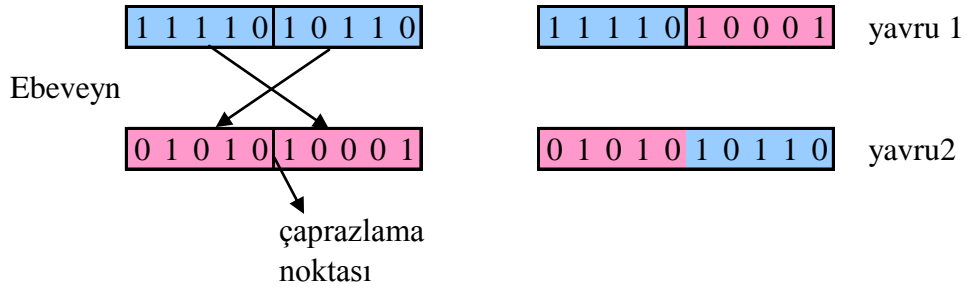 1 1 1 1 0 1 0 1 1 0
1 1 1 1 0 1 0 0 0 1
yavru 1
Ebeveyn
0 1 0 1 0 1 0 0 0 1
0 1 0 1 0 1 0 1 1 0
yavru2
çaprazlama
noktası